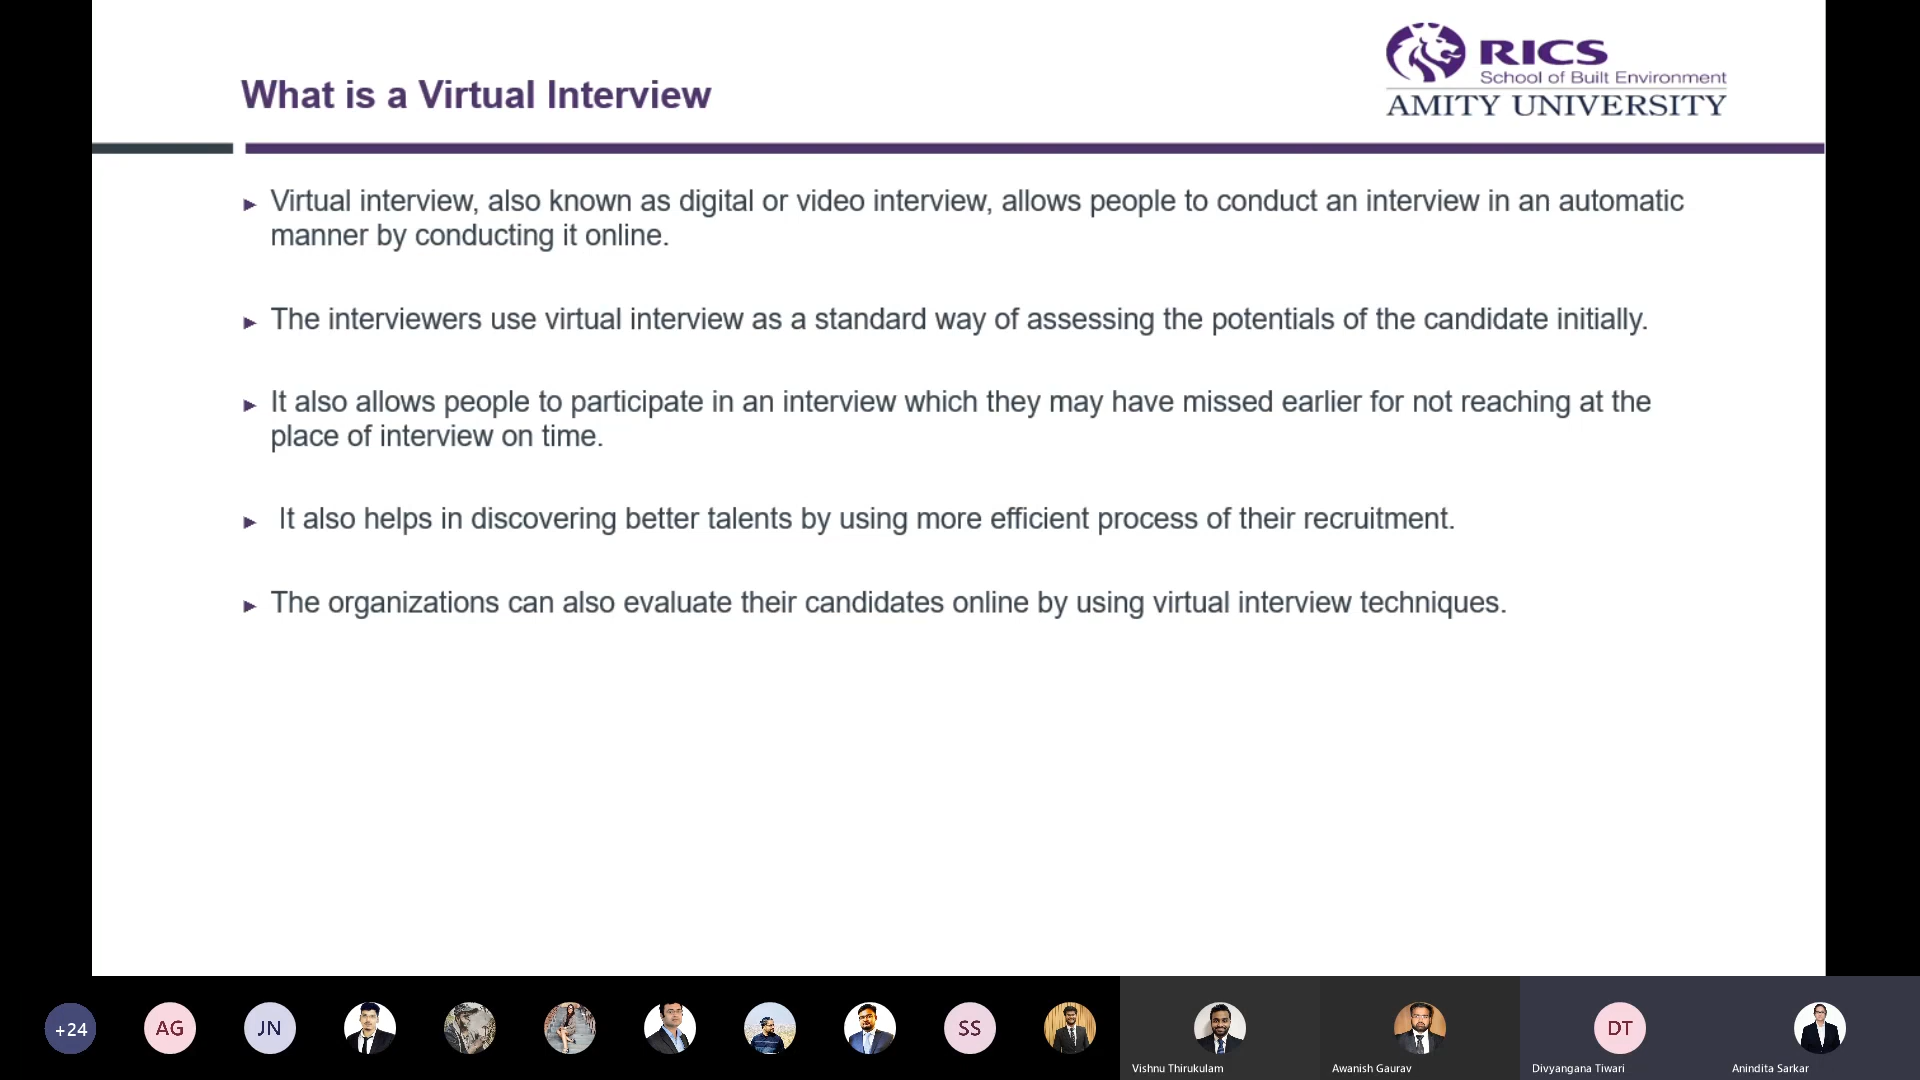 What is a Virtual Interview
RICS
School of Built Environment
AMITY UNIVERSITY
► Virtual interview, also known as digital or video interview, allows people to conduct an interview in an automatic
manner by conducting it online.
► The interviewers use virtual interview as a standard way of assessing the potentials of the candidate initially.
► It also allows people to participate in an interview which they may have missed earlier for not reaching at the
place of interview on time.
► It also helps in discovering better talents by using more efficient process of their recruitment.
► The organizations can also evaluate their candidates online by using virtual interview techniques.
+24
AG
JN
SS
DT
Vishnu Thirukulam
Awanish Gaurav
Divyangana Tiwari
Anindita Sarkar